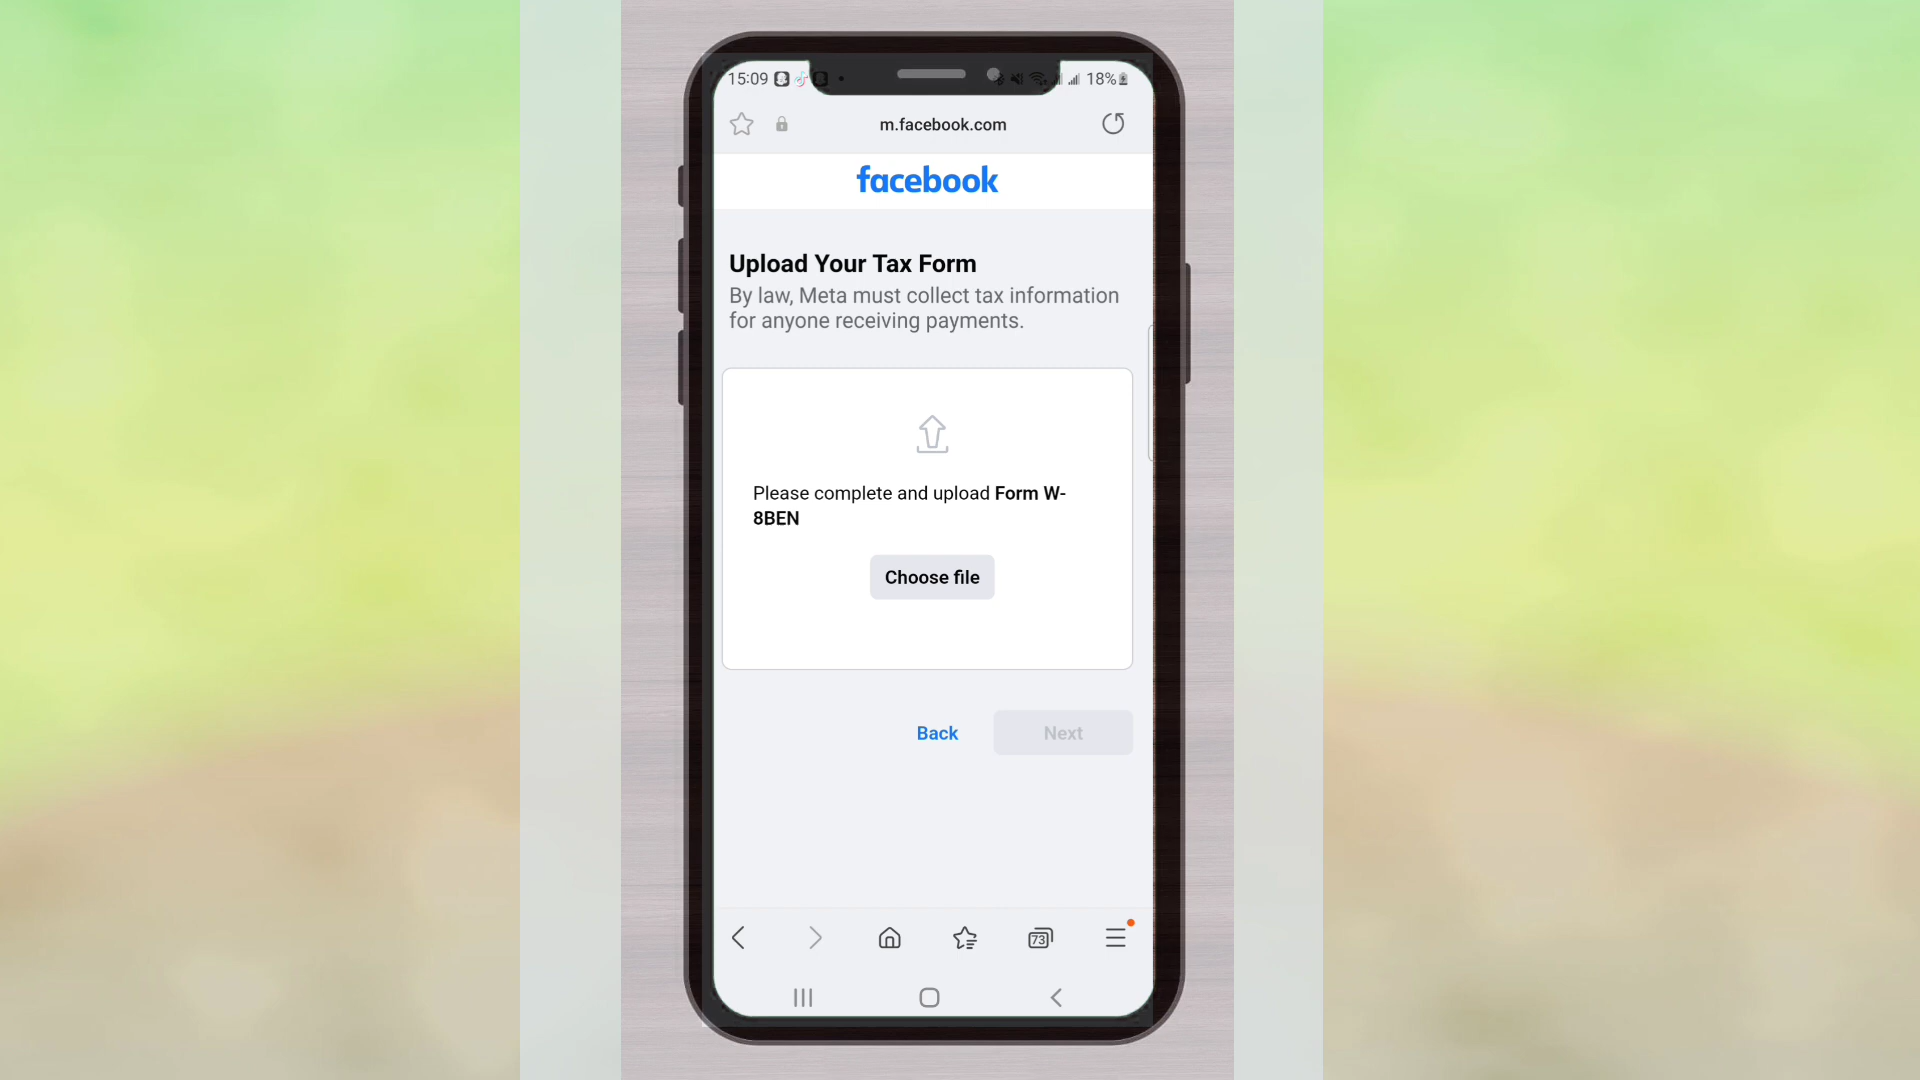 15:09
18%
m.facebook.com
facebook
Upload Your Tax Form
By law, Meta must collect tax information
for anyone receiving payments.
Please complete and upload Form W-
8BEN
Choose file
Back
Next
73